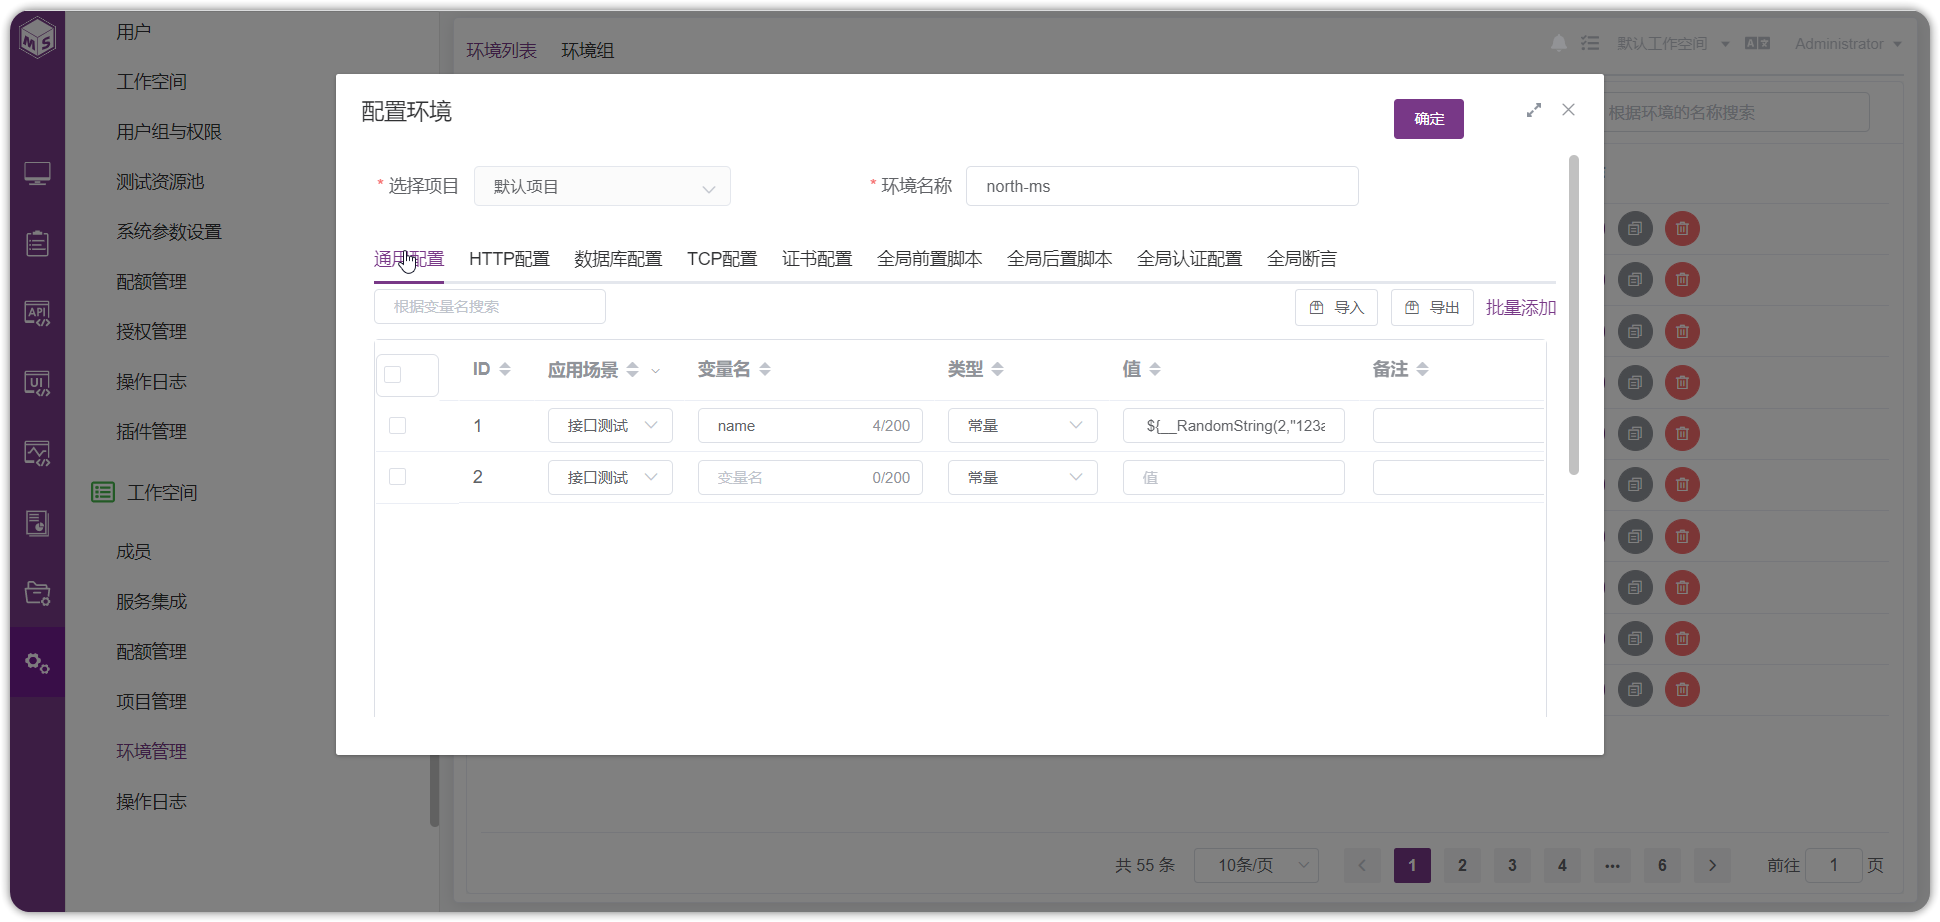 MS
API
UI
用户
工作空间
用户组与权限
测试资源池
系统参数设置
配额管理
授权管理
操作日志
插件管理
工作空间
成员
服务集成
配额管理
项目管理
环境管理
操作日志
环境列表 环境组
默认工作空间 Administrator
根据环境的名称搜索
配置环境
确定
* 选择项目 默认项目 * 环境名称 north-ms
通用配置 HTTP配置 数据库配置 TCP配置 证书配置 全局前置脚本 全局后置脚本 全局认证配置 全局断言
根据变量名搜索 导入 导出 批量添加
ID 应用场景 变量名 类型 值 备注
1 接口测试 name 4/200 常量 ${__RandomString(2,"123a
2 接口测试 变量名 0/200 常量 值
共 55 条 10条/页 1 2 3 4 ••• 6 前往 1 页